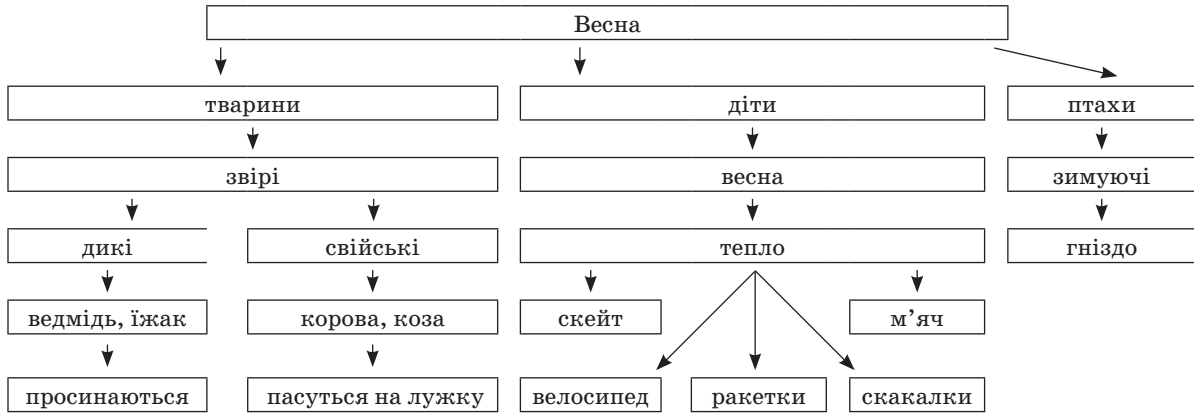 Весна
тварини діти птахи
звірі весна зимуючі
дикі свійські тепло гніздо
ведмідь, їжак корова, коза скейт м’яч
просинаються пасуться на лужку велосипед ракетки скакалки